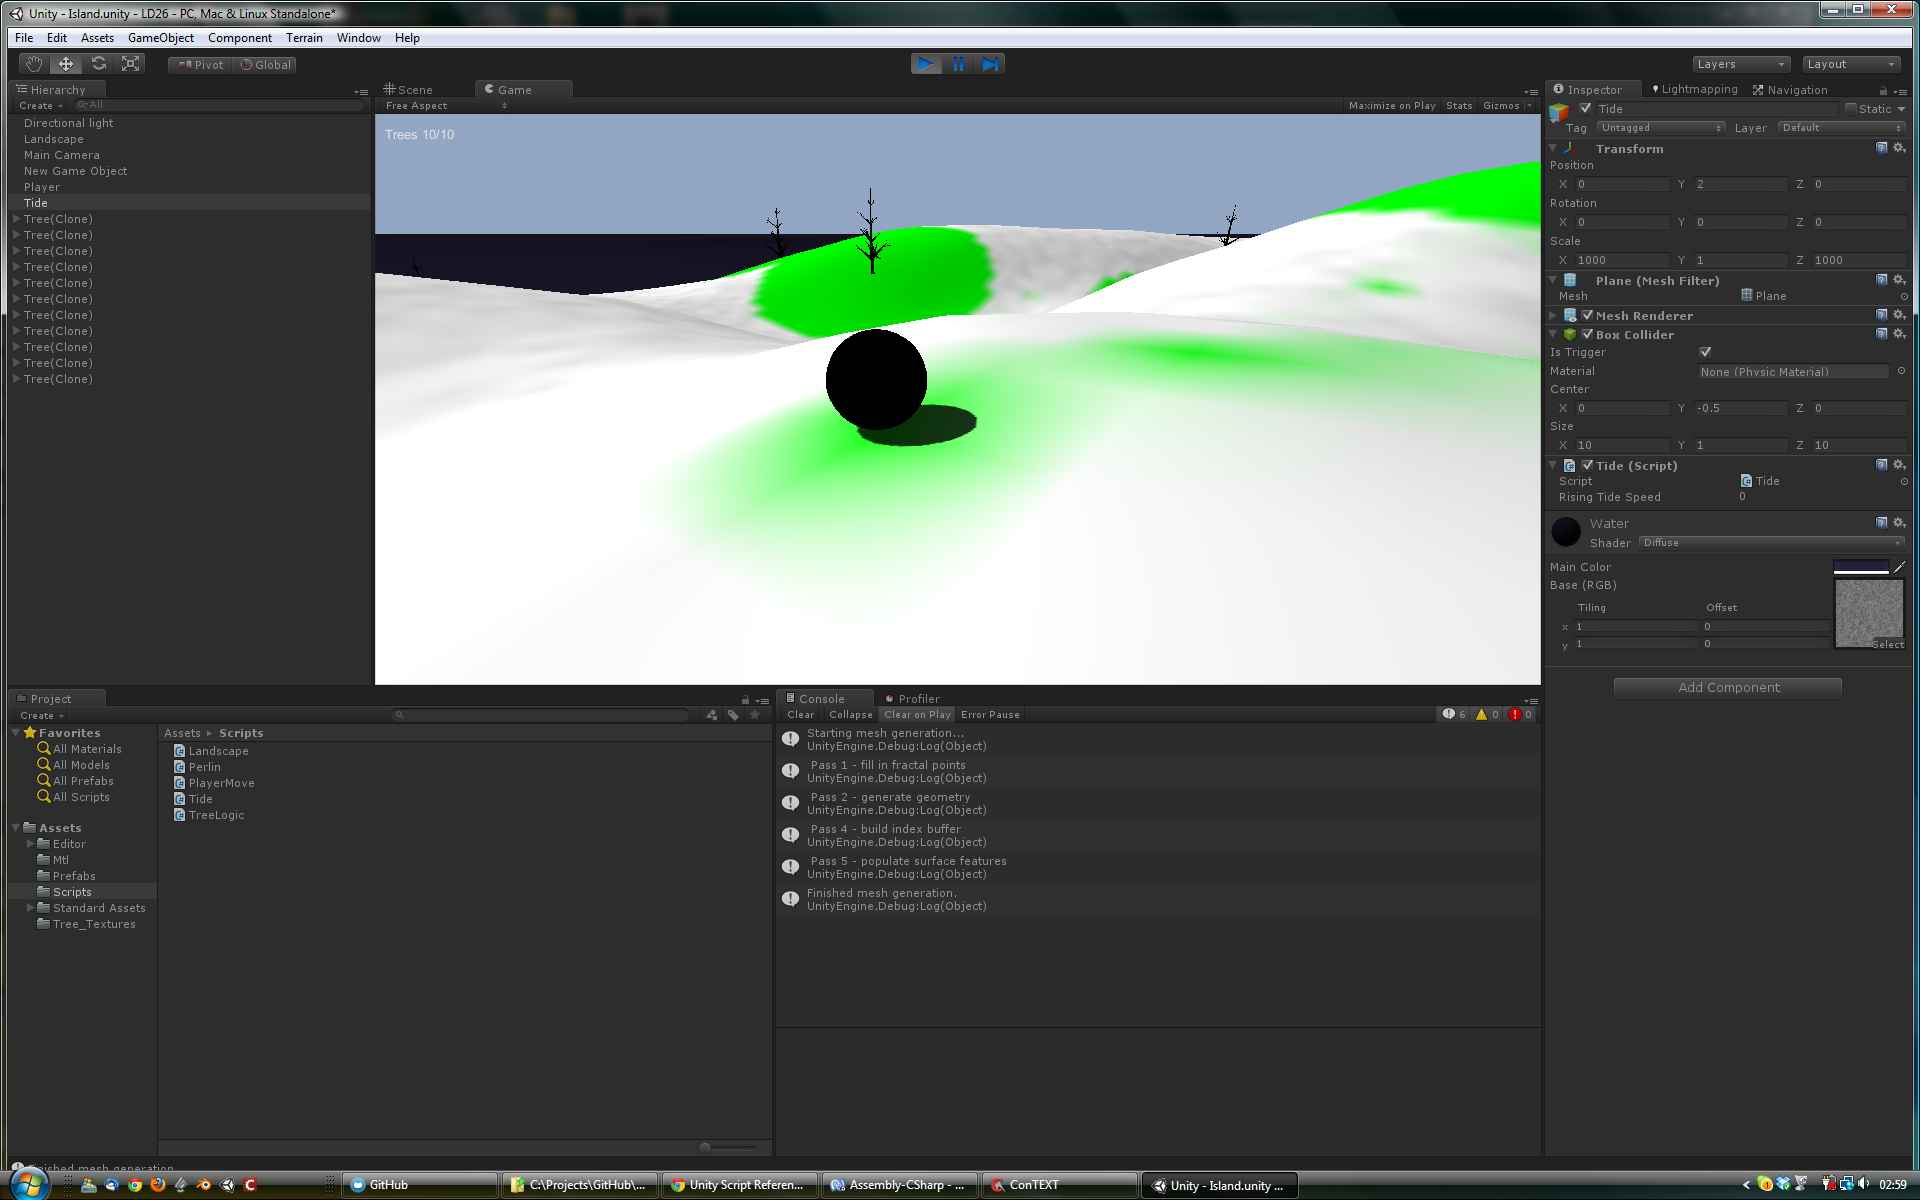 Unity - Island.unity - LD26 - PC, Mac & Linux Standalone*
File Edit Assets GameObject Component Terrain Window Help
Pivot Global
Layers Layout
Hierarchy
Create All
Directional light
Landscape
Main Camera
New Game Object
Player
Tide
Tree(Clone)
Tree(Clone)
Tree(Clone)
Tree(Clone)
Tree(Clone)
Tree(Clone)
Tree(Clone)
Tree(Clone)
Tree(Clone)
Tree(Clone)
Tree(Clone)
Scene Game
Free Aspect Maximize on Play Stats Gizmos
Trees 10/10
Inspector Lightmapping Navigation
Tide Static
Tag Untagged Layer Default
Transform
Position
X 0 Y 2 Z 0
Rotation
X 0 Y 0 Z 0
Scale
X 1000 Y 1 Z 1000
Plane (Mesh Filter)
Mesh Plane
Mesh Renderer
Box Collider
Is Trigger
Material None (Physic Material)
Center
X 0 Y -0.5 Z 0
Size
X 10 Y 1 Z 10
Tide (Script)
Script Tide
Rising Tide Speed 0
Water
Shader Diffuse
Main Color
Base (RGB)
Tiling Offset
x 1 0
y 1 0
Select
Add Component
Project
Create
Favorites
All Materials
All Models
All Prefabs
All Scripts
Assets
Editor
Mtl
Prefabs
Scripts
Standard Assets
Tree_Textures
Assets Scripts
Landscape
Perlin
PlayerMove
Tide
TreeLogic
Console Profiler
Clear Collapse Clear on Play Error Pause 6 0 0
Starting mesh generation...
UnityEngine.Debug:Log(Object)
Pass 1 - fill in fractal points
UnityEngine.Debug:Log(Object)
Pass 2 - generate geometry
UnityEngine.Debug:Log(Object)
Pass 4 - build index buffer
UnityEngine.Debug:Log(Object)
Pass 5 - populate surface features
UnityEngine.Debug:Log(Object)
Finished mesh generation.
UnityEngine.Debug:Log(Object)
Finished mesh generation.
GitHub C:\Projects\GitHub\... Unity Script Referen... Assembly-CSharp - ... ConTEXT Unity - Island.unity ... 02:59